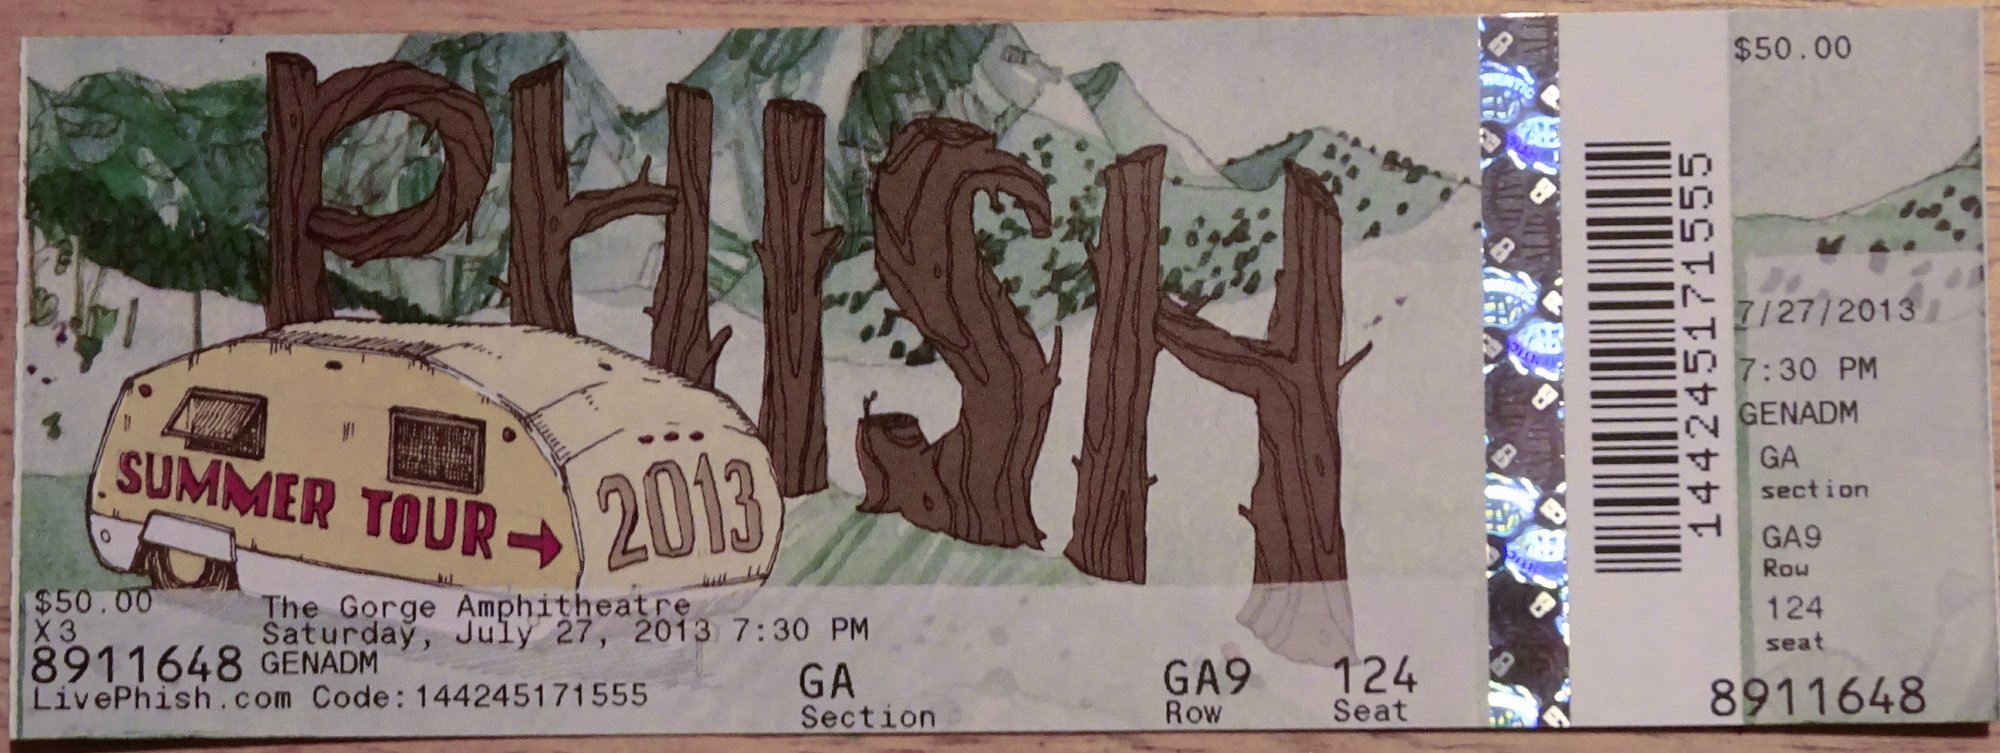 PHISH
SUMMER TOUR
2013
$50.00
X3
8911648
The Gorge Amphitheatre
Saturday, July 27, 2013 7:30 PM
GENADM
LivePhish.com Code:144245171555
GA
Section
GA9
Row
124
Seat
144245171555
$50.00
7/27/2013
7:30 PM
GENADM
GA
section
GA9
Row
124
seat
8911648